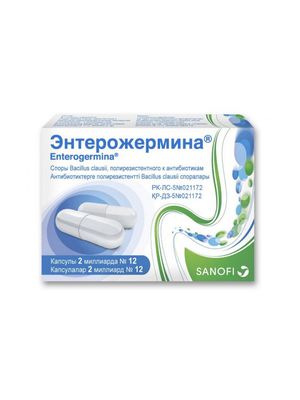 Энтерожермина®
Enterogermina®
Споры Bacillus clausii, полирезистентного к антибиотикам
Антибиотиктерге полирезистентті Bacillus clausii споралары
РК-ЛС-5№021172
ҚР-ДЗ-5№021172
Капсулы 2 миллиарда № 12
Капсулалар 2 миллиард № 12
SANOFI